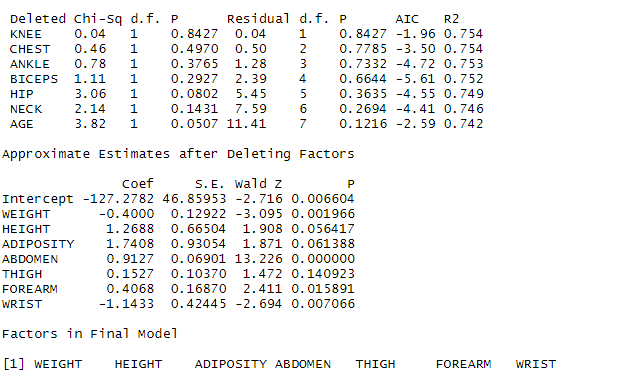 Deleted Chi-Sq d.f. P Residual d.f. P AIC R2
KNEE 0.04 1 0.8427 0.04 1 0.8427 -1.96 0.754
CHEST 0.46 1 0.4970 0.50 2 0.7785 -3.50 0.754
ANKLE 0.78 1 0.3765 1.28 3 0.7332 -4.72 0.753
BICEPS 1.11 1 0.2927 2.39 4 0.6644 -5.61 0.752
HIP 3.06 1 0.0802 5.45 5 0.3635 -4.55 0.749
NECK 2.14 1 0.1431 7.59 6 0.2694 -4.41 0.746
AGE 3.82 1 0.0507 11.41 7 0.1216 -2.59 0.742
Approximate Estimates after Deleting Factors
Coef S.E. Wald Z P
Intercept -127.2782 46.85953 -2.716 0.006604
WEIGHT -0.4000 0.12922 -3.095 0.001966
HEIGHT 1.2688 0.66504 1.908 0.056417
ADIPOSITY 1.7408 0.93054 1.871 0.061388
ABDOMEN 0.9127 0.06901 13.226 0.000000
THIGH 0.1527 0.10370 1.472 0.140923
FOREARM 0.4068 0.16870 2.411 0.015891
WRIST -1.1433 0.42445 -2.694 0.007066
Factors in Final Model
[1] WEIGHT HEIGHT ADIPOSITY ABDOMEN THIGH FOREARM WRIST